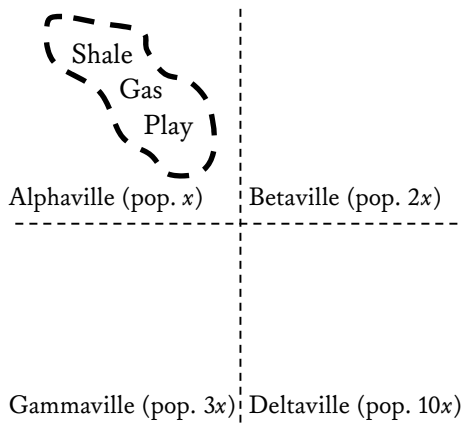 Shale
Gas
Play
Alphaville (pop. x)
Betaville (pop. 2x)
Gammaville (pop. 3x)
Deltaville (pop. 10x)